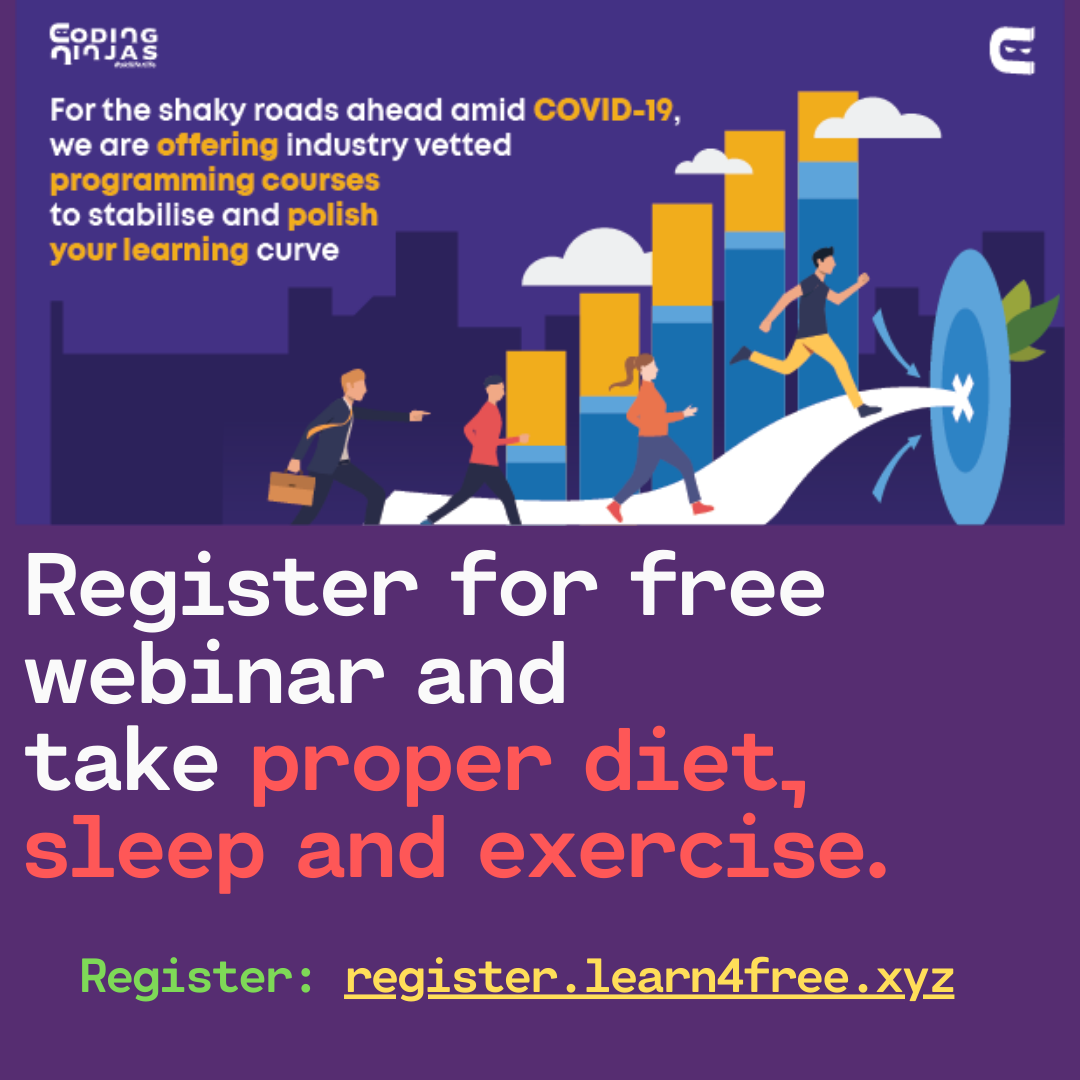 CODING
NINJAS
For the shaky roads ahead amid COVID-19,
we are offering industry vetted
programming courses
to stabilise and polish
your learning curve
Register for free
webinar and
take proper diet,
sleep and exercise.
Register: register.learn4free.xyz